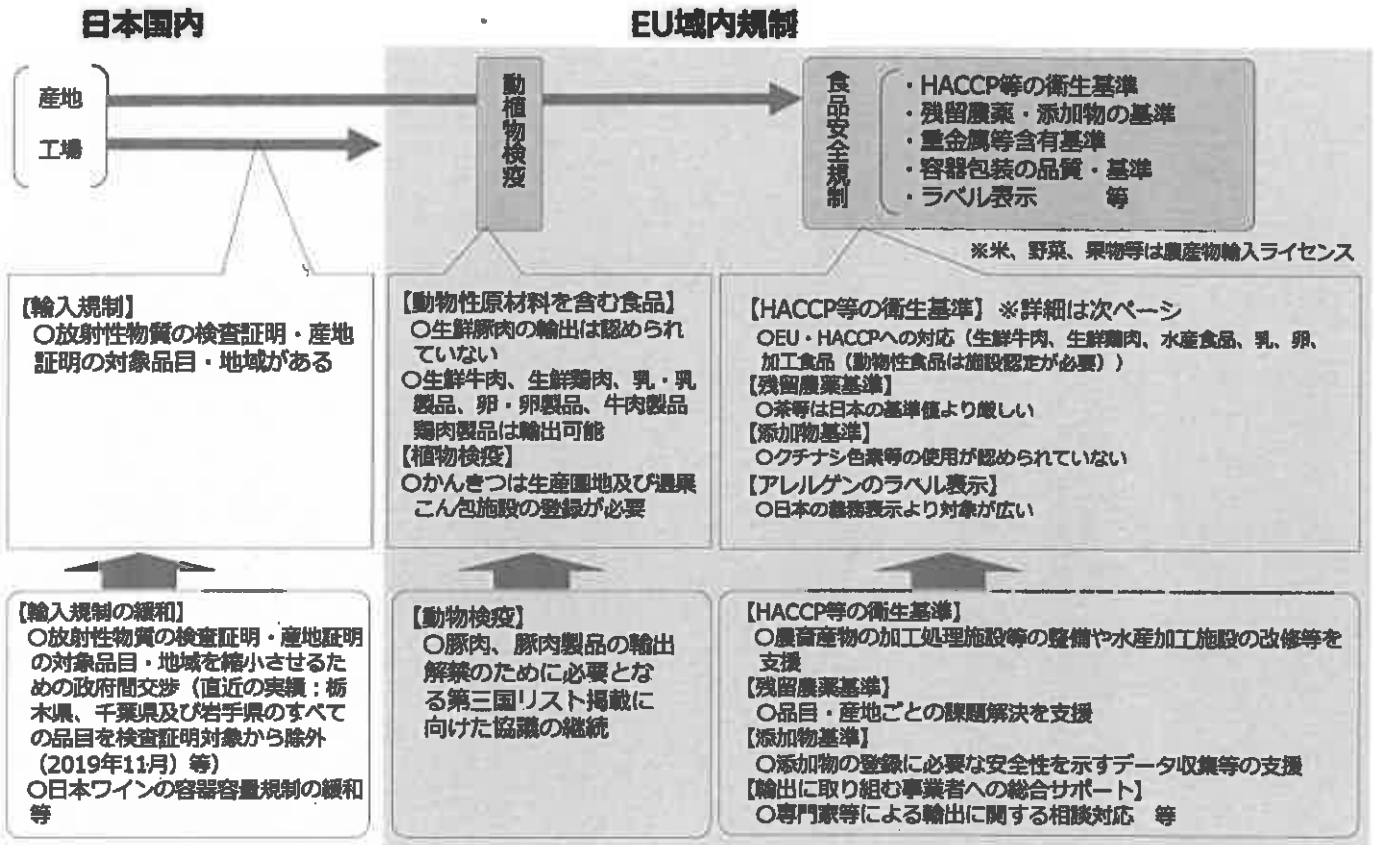 日本国内
EU域内規制
産地
工場
動植物検疫
食品安全規制
・HACCP等の衛生基準
・残留農薬・添加物の基準
・重金属等含有基準
・容器包装の品質・基準
・ラベル表示　　　等
※米、野菜、果物等は農産物輸入ライセンス
【輸入規制】
○放射性物質の検査証明・産地
証明の対象品目・地域がある
【動物性原材料を含む食品】
○生鮮豚肉の輸出は認められ
ていない
○生鮮牛肉、生鮮鶏肉、乳・乳
製品、卵・卵製品、牛肉製品
鶏肉製品は輸出可能
【植物検疫】
○かんきつは生産園地及び選果
こん包施設の登録が必要
【HACCP等の衛生基準】※詳細は次ページ
○EU・HACCPへの対応（生鮮牛肉、生鮮鶏肉、水産食品、乳、卵、
加工食品（動物性食品は施設認定が必要））
【残留農薬基準】
○茶等は日本の基準値より厳しい
【添加物基準】
○クチナシ色素等の使用が認められていない
【アレルゲンのラベル表示】
○日本の義務表示より対象が広い
【輸入規制の緩和】
○放射性物質の検査証明・産地証明
の対象品目・地域を縮小させるた
めの政府間交渉（直近の実績：栃
木県、千葉県及び岩手県のすべて
の品目を検査証明対象から除外
（2019年11月）等）
○日本ワインの容器容量規制の緩和
等
【動物検疫】
○豚肉、豚肉製品の輸出
解禁のために必要とな
る第三国リスト掲載に
向けた協議の継続
【HACCP等の衛生基準】
○農畜産物の加工処理施設等の整備や水産加工施設の改修等を
支援
【残留農薬基準】
○品目・産地ごとの課題解決を支援
【添加物基準】
○添加物の登録に必要な安全性を示すデータ収集等の支援
【輸出に取り組む事業者への総合サポート】
○専門家等による輸出に関する相談対応　等